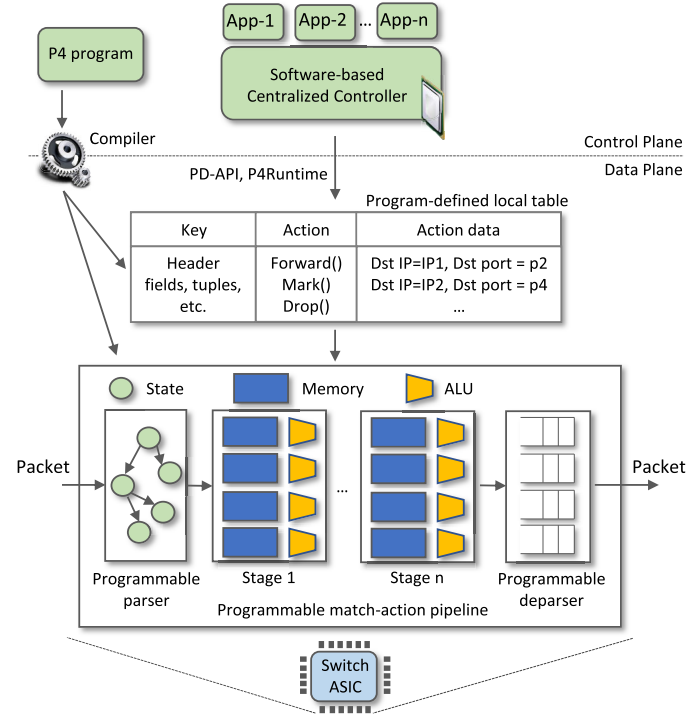 App-1 App-2 ... App-n
P4 program
Software-based
Centralized Controller
Compiler
Control Plane
PD-API, P4Runtime
Data Plane
Program-defined local table
Key Action Action data
Header Forward() Dst IP=IP1, Dst port = p2
fields, tuples, Mark() Dst IP=IP2, Dst port = p4
etc. Drop() ...
State Memory ALU
Packet ... Packet
Programmable Stage 1 Stage n Programmable
parser deparser
Programmable match-action pipeline
Switch
ASIC